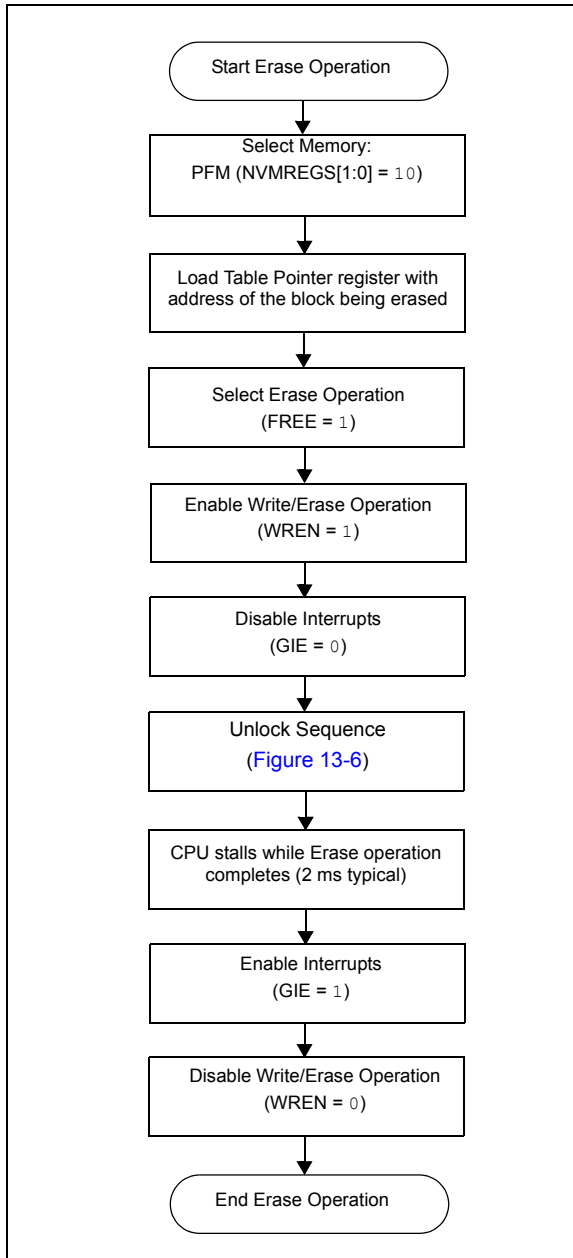 Start Erase Operation
Select Memory:
PFM (NVMREGS[1:0] = 10)
Load Table Pointer register with
address of the block being erased
Select Erase Operation
(FREE = 1)
Enable Write/Erase Operation
(WREN = 1)
Disable Interrupts
(GIE = 0)
Unlock Sequence
(Figure 13-6)
CPU stalls while Erase operation
completes (2 ms typical)
Enable Interrupts
(GIE = 1)
Disable Write/Erase Operation
(WREN = 0)
End Erase Operation